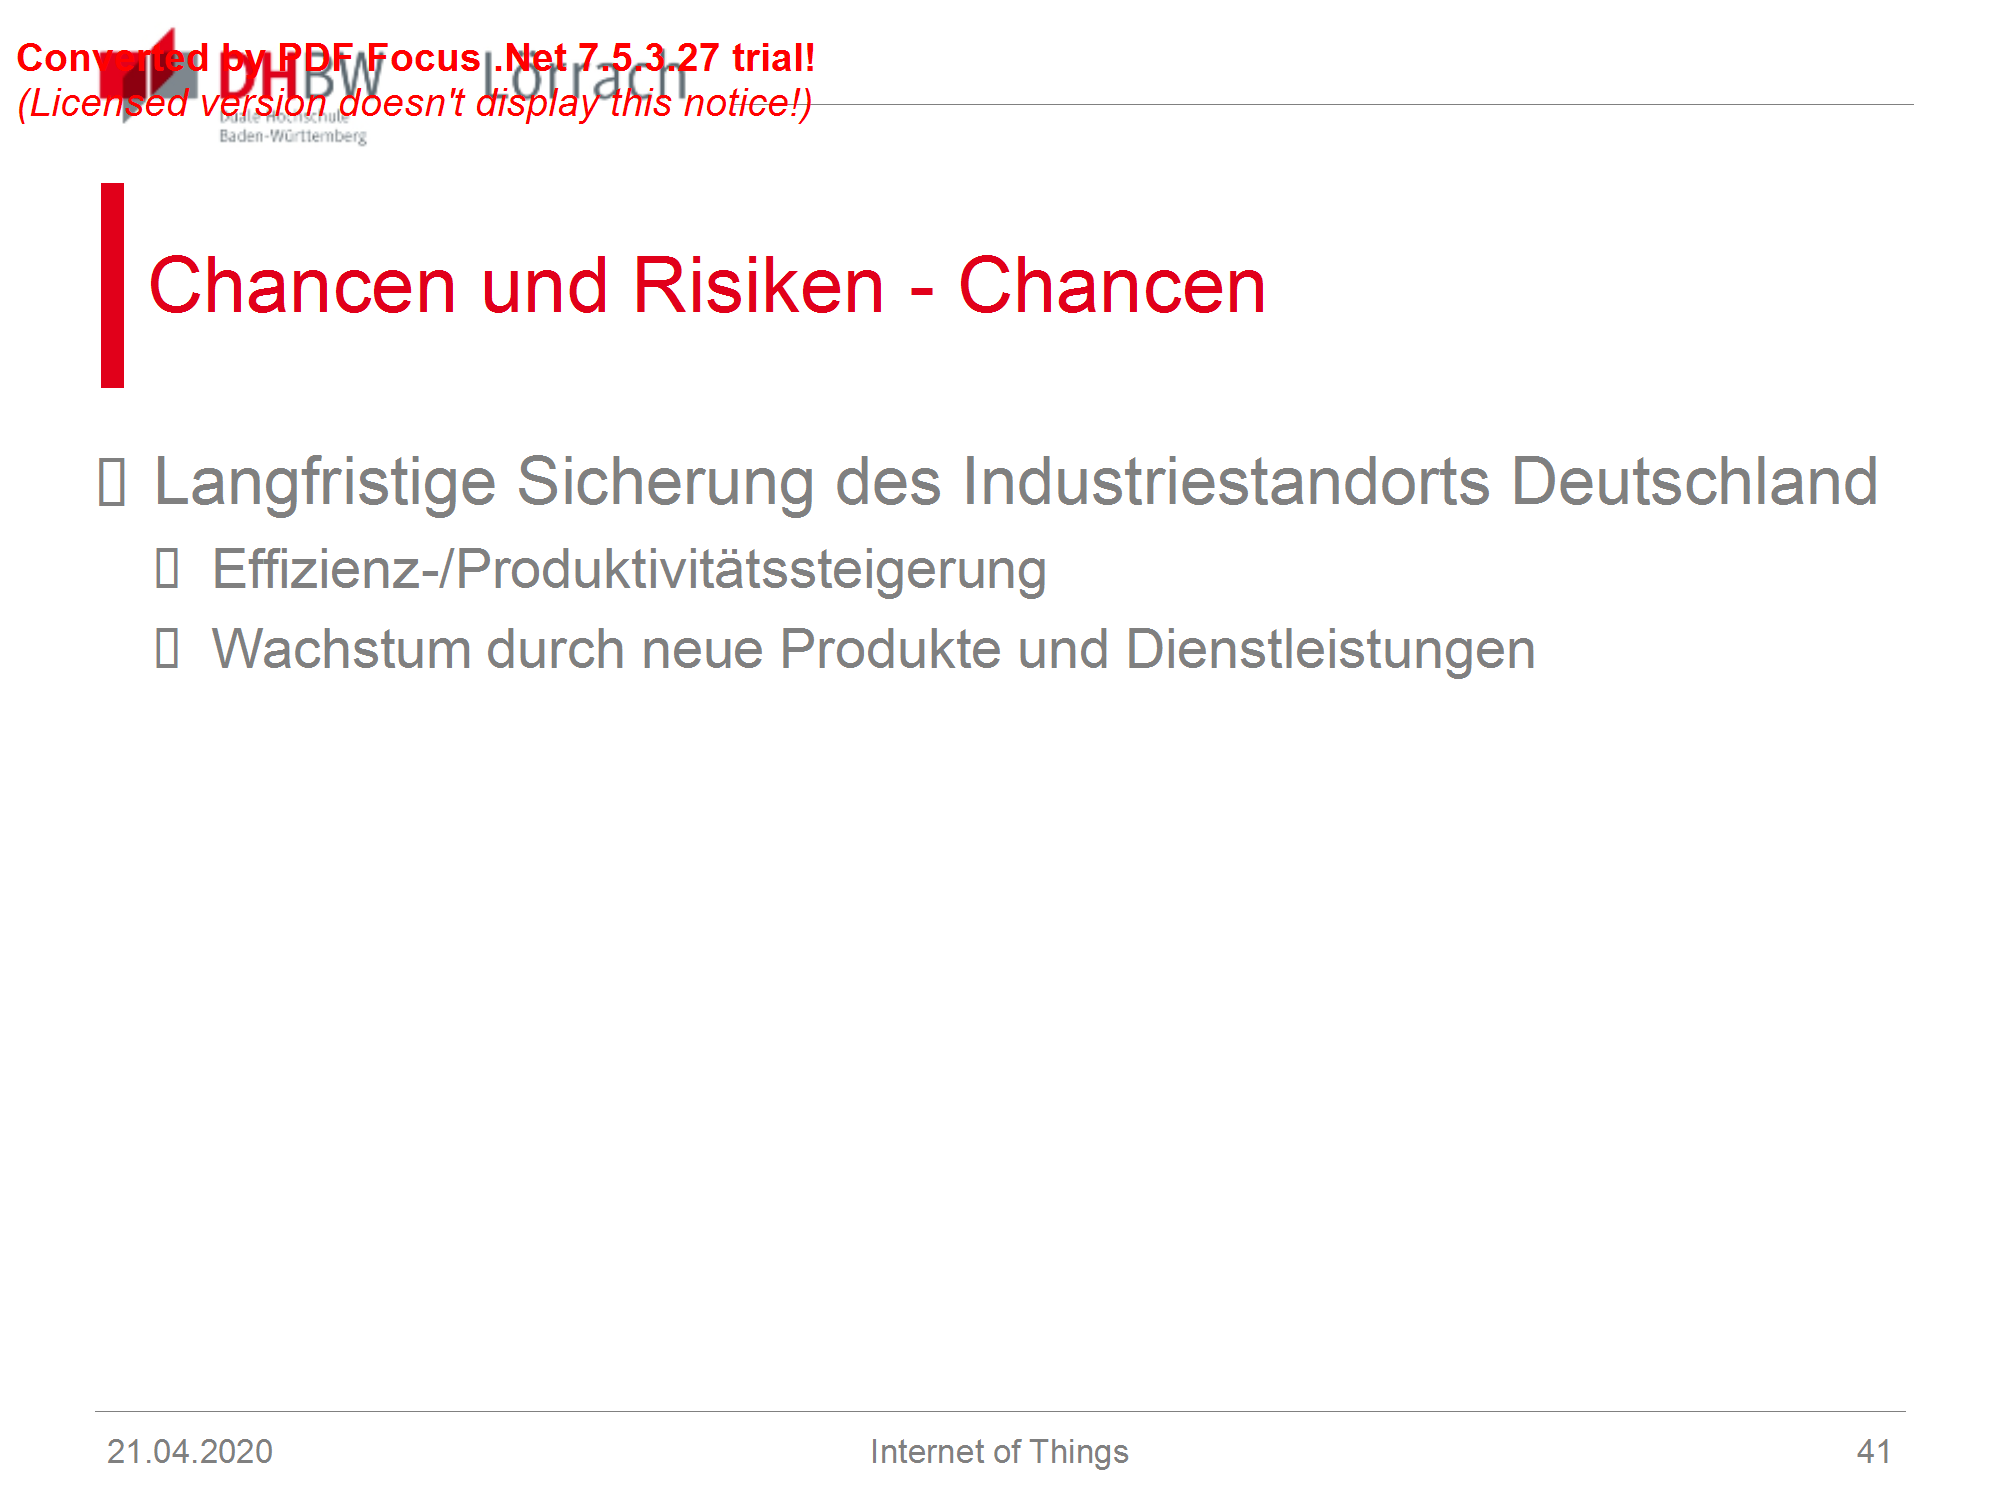 Converted by PDF Focus .Net 7.5.3.27 trial!
(Licensed version doesn't display this notice!)
DHBW Lörrach
Duale Hochschule
Baden-Württemberg
Chancen und Risiken - Chancen
Langfristige Sicherung des Industriestandorts Deutschland
Effizienz-/Produktivitätssteigerung
Wachstum durch neue Produkte und Dienstleistungen
21.04.2020 Internet of Things 41